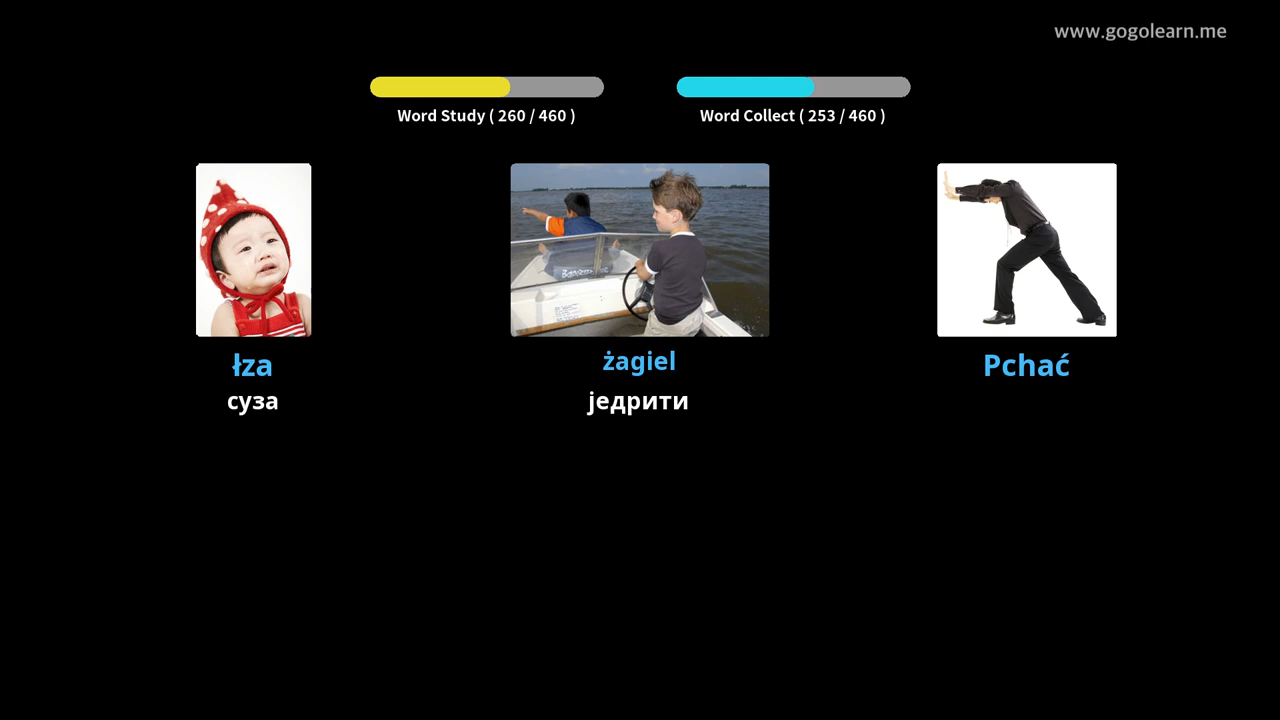 www.gogolearn.me
Word Study ( 260 / 460 )
Word Collect ( 253 / 460 )
łza
żagiel
Pchać
суза
једрити